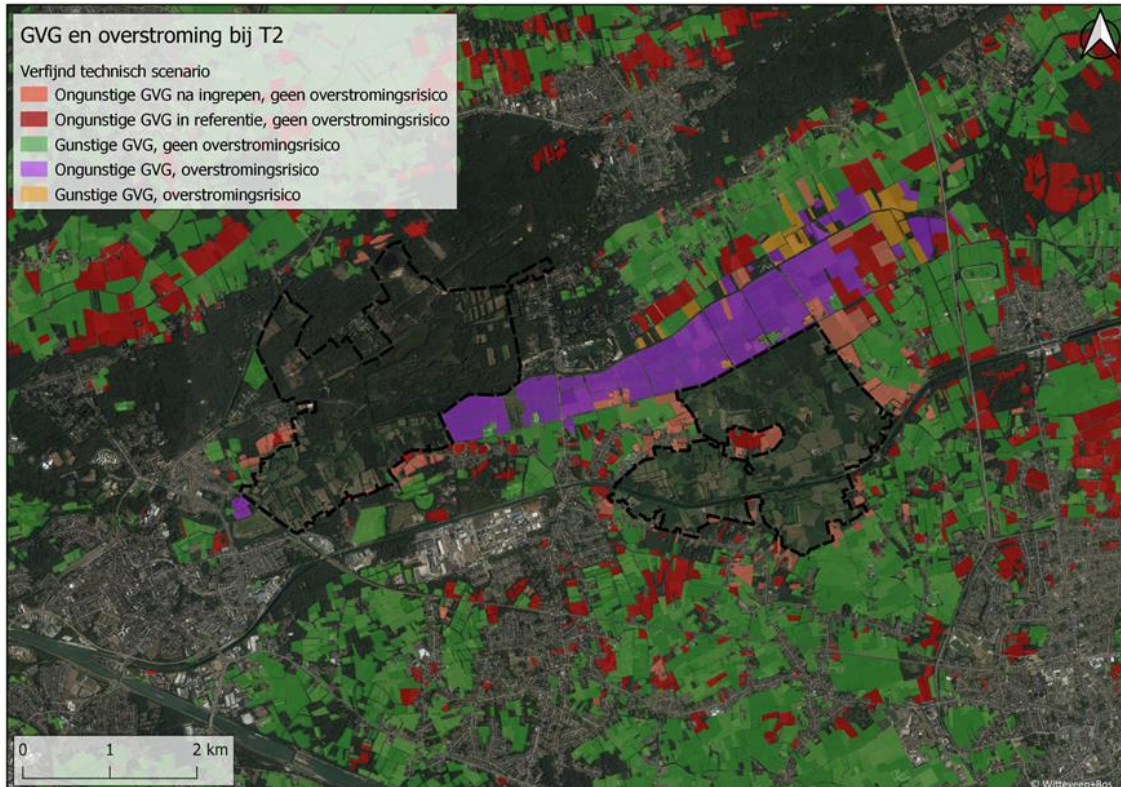 GVG en overstroming bij T2
Verfijnd technisch scenario
Ongunstige GVG na ingrepen, geen overstromingsrisico
Ongunstige GVG in referentie, geen overstromingsrisico
Gunstige GVG, geen overstromingsrisico
Ongunstige GVG, overstromingsrisico
Gunstige GVG, overstromingsrisico
0 1 2 km
© Witteveen+Bos